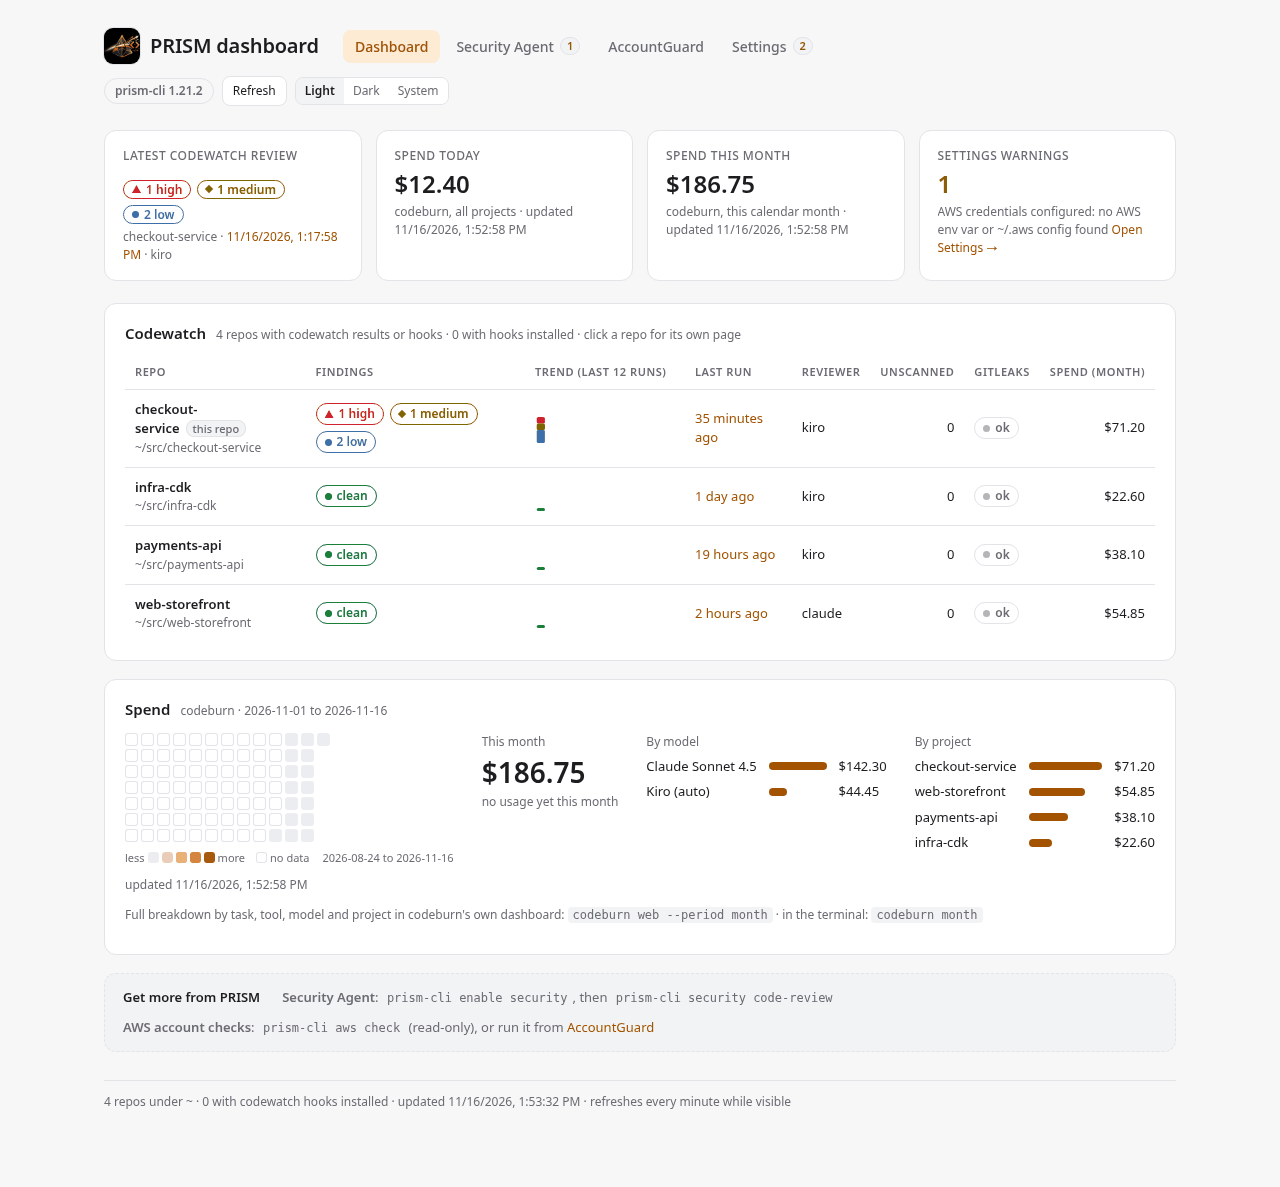 PRISM dashboard
Dashboard
Security Agent 1
AccountGuard
Settings 2
prism-cli 1.21.2
Refresh
Light
Dark
System
LATEST CODEWATCH REVIEW
1 high
1 medium
2 low
checkout-service · 11/16/2026, 1:17:58
PM · kiro
SPEND TODAY
$12.40
codeburn, all projects · updated
11/16/2026, 1:52:58 PM
SPEND THIS MONTH
$186.75
codeburn, this calendar month ·
updated 11/16/2026, 1:52:58 PM
SETTINGS WARNINGS
1
AWS credentials configured: no AWS
env var or ~/.aws config found Open
Settings →
Codewatch 4 repos with codewatch results or hooks · 0 with hooks installed · click a repo for its own page
REPO FINDINGS TREND (LAST 12 RUNS) LAST RUN REVIEWER UNSCANNED GITLEAKS SPEND (MONTH)
checkout-
service this repo
~/src/checkout-service
1 high
1 medium
2 low
35 minutes
ago
kiro
0
ok
$71.20
infra-cdk
~/src/infra-cdk
clean
1 day ago
kiro
0
ok
$22.60
payments-api
~/src/payments-api
clean
19 hours ago
kiro
0
ok
$38.10
web-storefront
~/src/web-storefront
clean
2 hours ago
claude
0
ok
$54.85
Spend codeburn · 2026-11-01 to 2026-11-16
less more no data 2026-08-24 to 2026-11-16
This month
$186.75
no usage yet this month
By model
Claude Sonnet 4.5 $142.30
Kiro (auto) $44.45
By project
checkout-service $71.20
web-storefront $54.85
payments-api $38.10
infra-cdk $22.60
updated 11/16/2026, 1:52:58 PM
Full breakdown by task, tool, model and project in codeburn's own dashboard: codeburn web --period month · in the terminal: codeburn month
Get more from PRISM Security Agent: prism-cli enable security , then prism-cli security code-review
AWS account checks: prism-cli aws check (read-only), or run it from AccountGuard
4 repos under ~ · 0 with codewatch hooks installed · updated 11/16/2026, 1:53:32 PM · refreshes every minute while visible